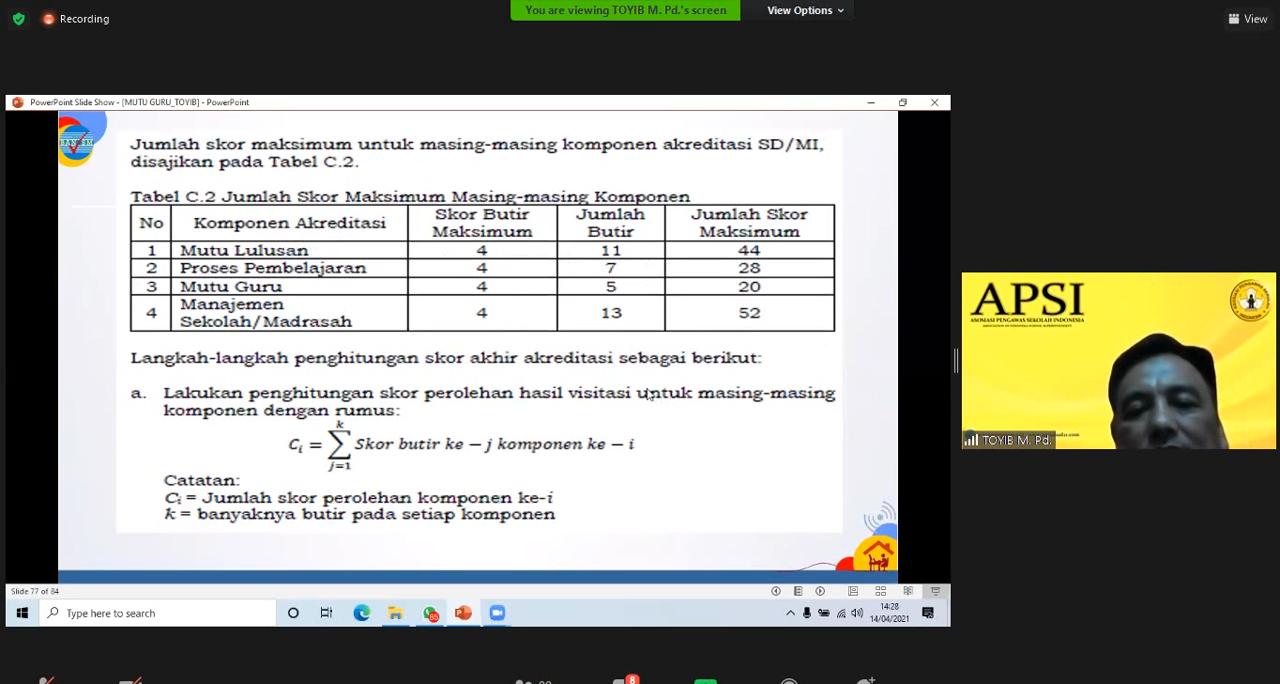 Recording
You are viewing TOYIB M. Pd.'s screen
View Options
View
PowerPoint Slide Show - [MUTU GURU_TOYIB] - PowerPoint
Jumlah skor maksimum untuk masing-masing komponen akreditasi SD/MI,
disajikan pada Tabel C.2.
Tabel C.2 Jumlah Skor Maksimum Masing-masing Komponen
No Komponen Akreditasi Skor Butir Maksimum Jumlah Butir Jumlah Skor Maksimum
1 Mutu Lulusan 4 11 44
2 Proses Pembelajaran 4 7 28
3 Mutu Guru 4 5 20
4 Manajemen Sekolah/Madrasah 4 13 52
Langkah-langkah penghitungan skor akhir akreditasi sebagai berikut:
a. Lakukan penghitungan skor perolehan hasil visitasi untuk masing-masing
komponen dengan rumus:
k
Cᵢ = ∑ Skor butir ke – j komponen ke – i
j=1
Catatan:
Cᵢ = Jumlah skor perolehan komponen ke-i
k = banyaknya butir pada setiap komponen
APSI
ASOSIASI PENGAWAS SEKOLAH INDONESIA
TOYIB M. Pd.
Slide 77 of 84
Type here to search
14:28
14/04/2021
8